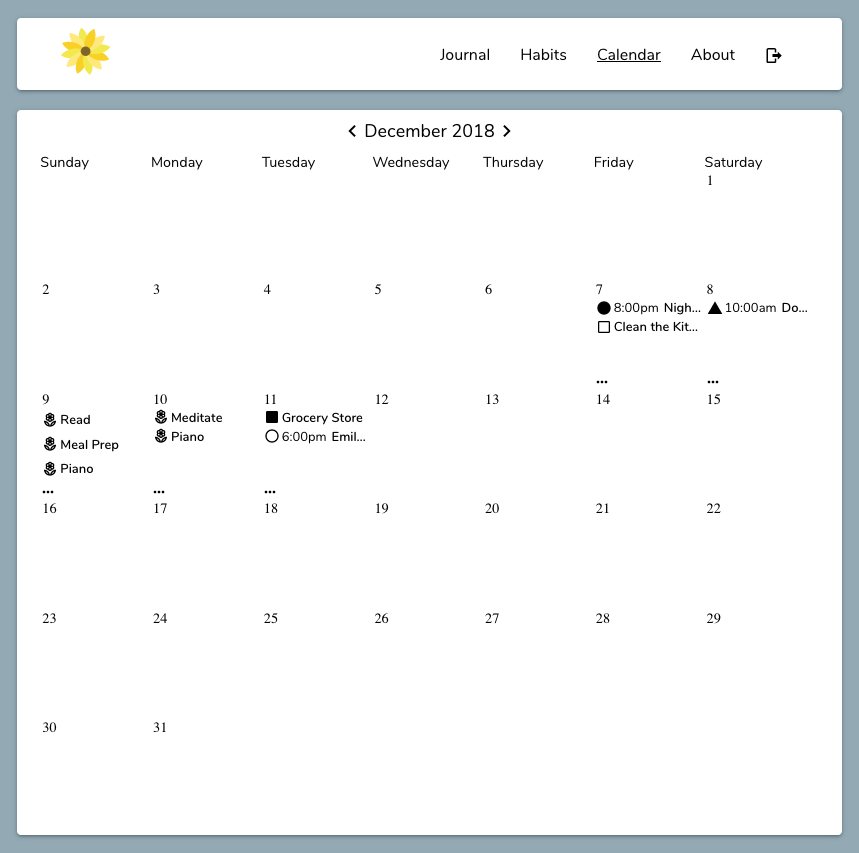 Journal Habits Calendar About
December 2018
Sunday Monday Tuesday Wednesday Thursday Friday Saturday
1
2 3 4 5 6 7 8
8:00pm Nigh... 10:00am Do...
Clean the Kit...
... ...
9 10 11 12 13 14 15
Read Meditate Grocery Store
Meal Prep Piano 6:00pm Emil...
Piano
... ... ...
16 17 18 19 20 21 22
23 24 25 26 27 28 29
30 31